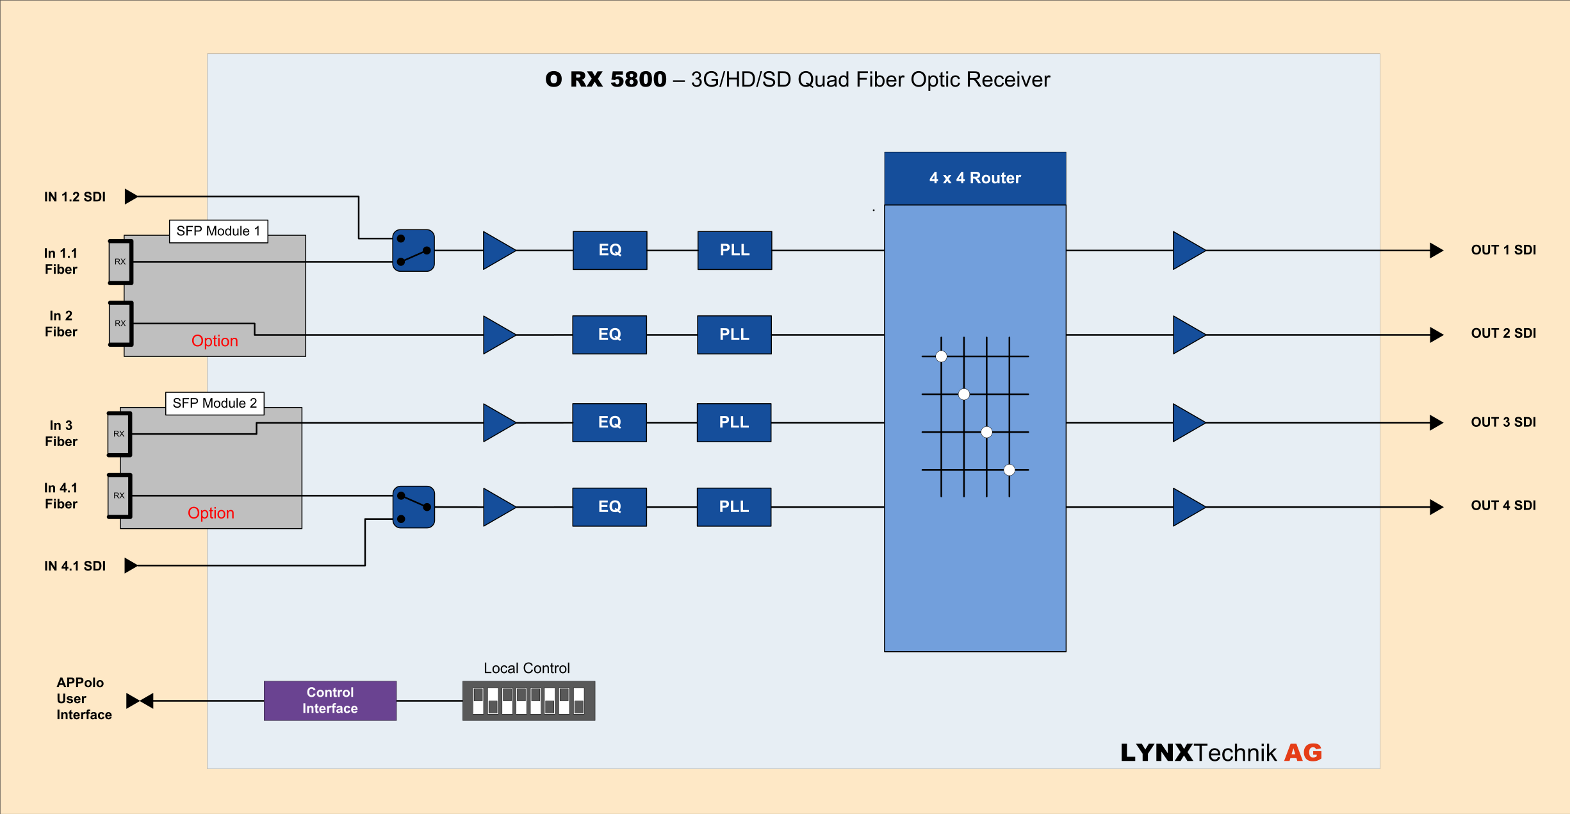 O RX 5800 – 3G/HD/SD Quad Fiber Optic Receiver
4 x 4 Router
IN 1.2 SDI
SFP Module 1
In 1.1
Fiber
RX
EQ
PLL
OUT 1 SDI
In 2
Fiber
RX
Option
EQ
PLL
OUT 2 SDI
SFP Module 2
In 3
Fiber
RX
EQ
PLL
OUT 3 SDI
In 4.1
Fiber
RX
Option
EQ
PLL
OUT 4 SDI
IN 4.1 SDI
Local Control
APPolo
User
Interface
Control
Interface
LYNXTechnik AG